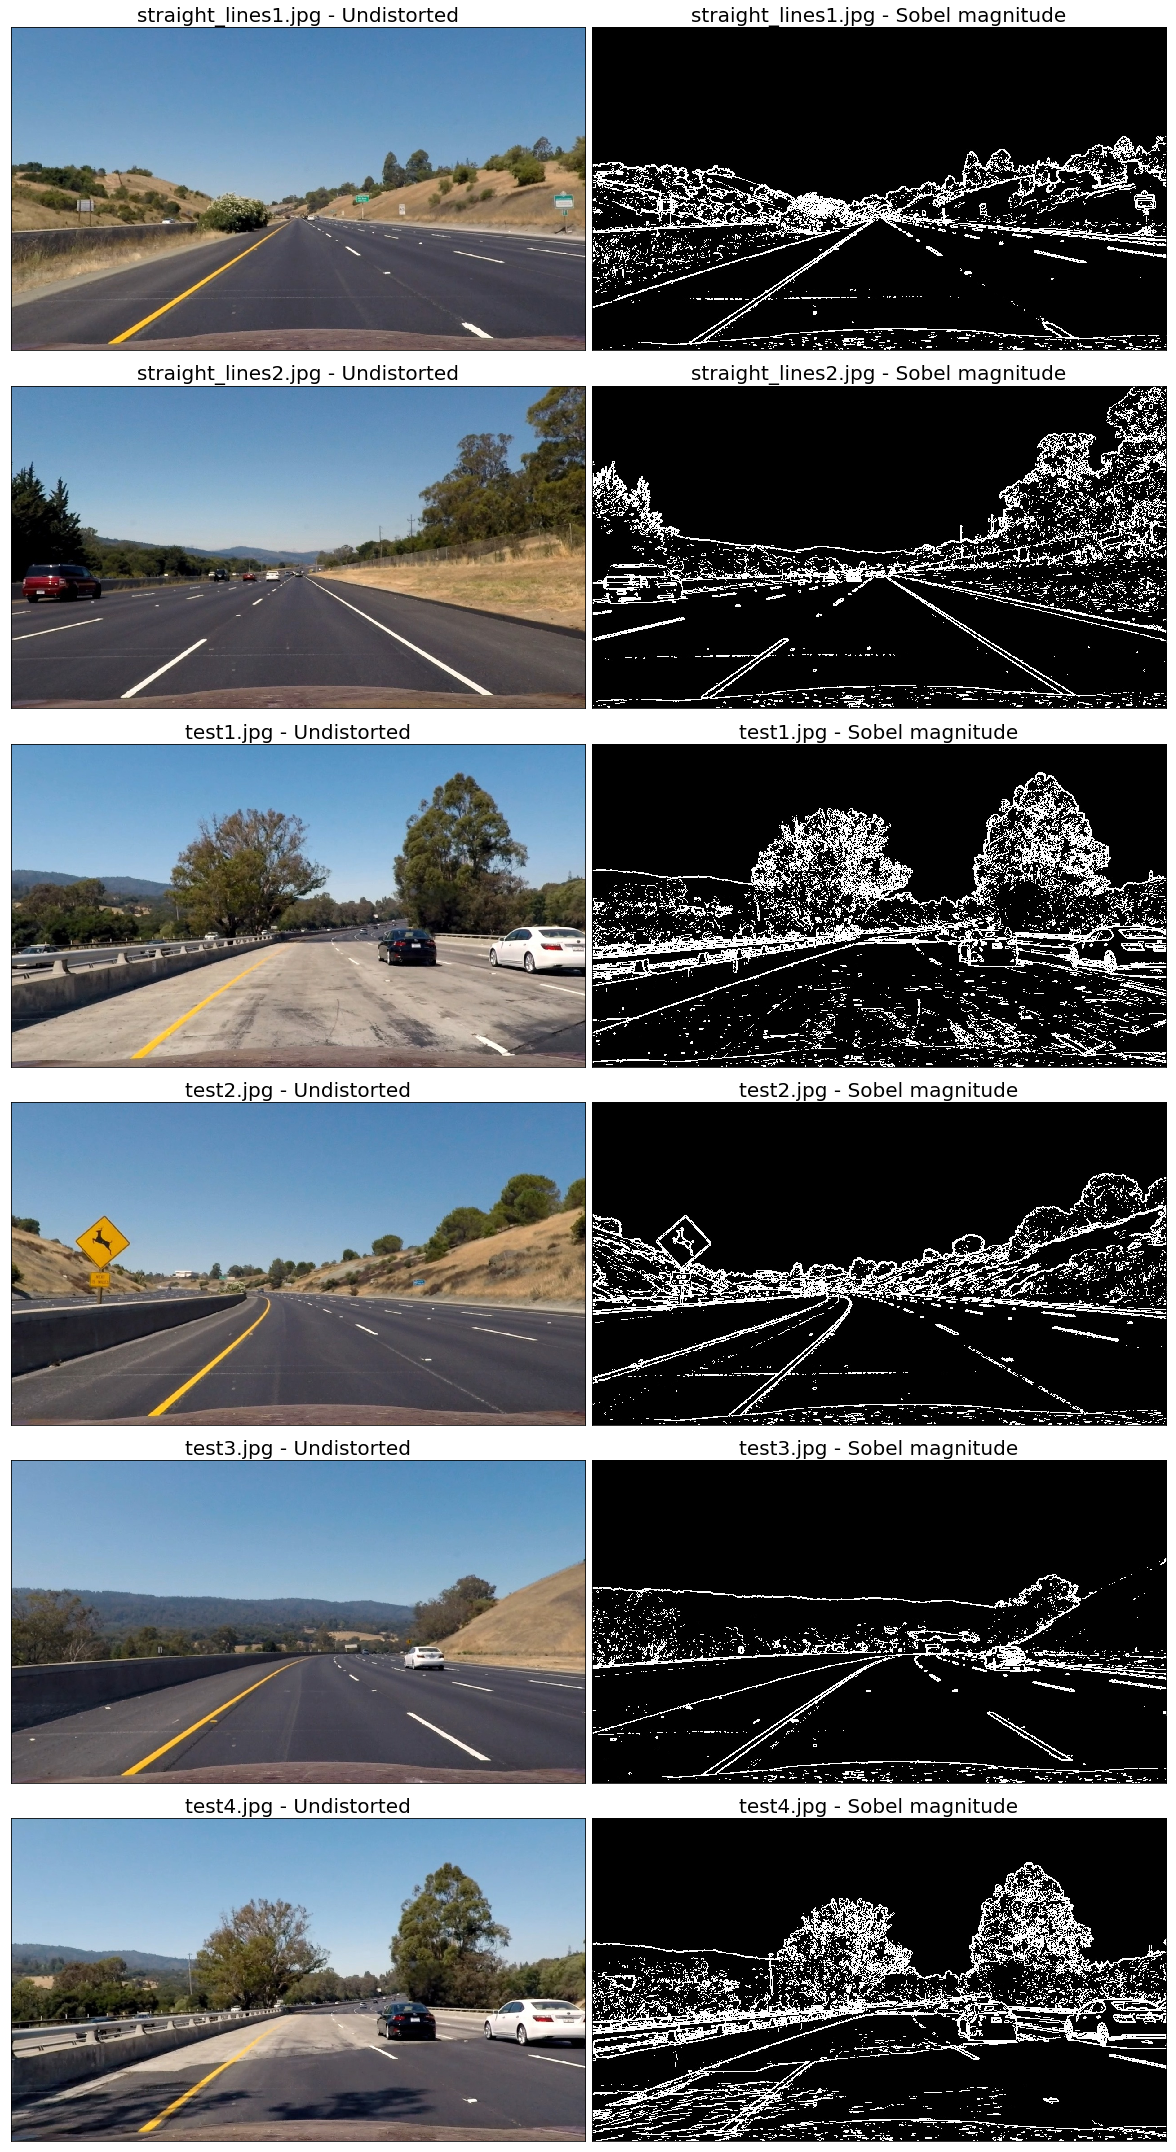 straight_lines1.jpg - Undistorted
straight_lines1.jpg - Sobel magnitude
straight_lines2.jpg - Undistorted
straight_lines2.jpg - Sobel magnitude
test1.jpg - Undistorted
test1.jpg - Sobel magnitude
test2.jpg - Undistorted
test2.jpg - Sobel magnitude
test3.jpg - Undistorted
test3.jpg - Sobel magnitude
test4.jpg - Undistorted
test4.jpg - Sobel magnitude